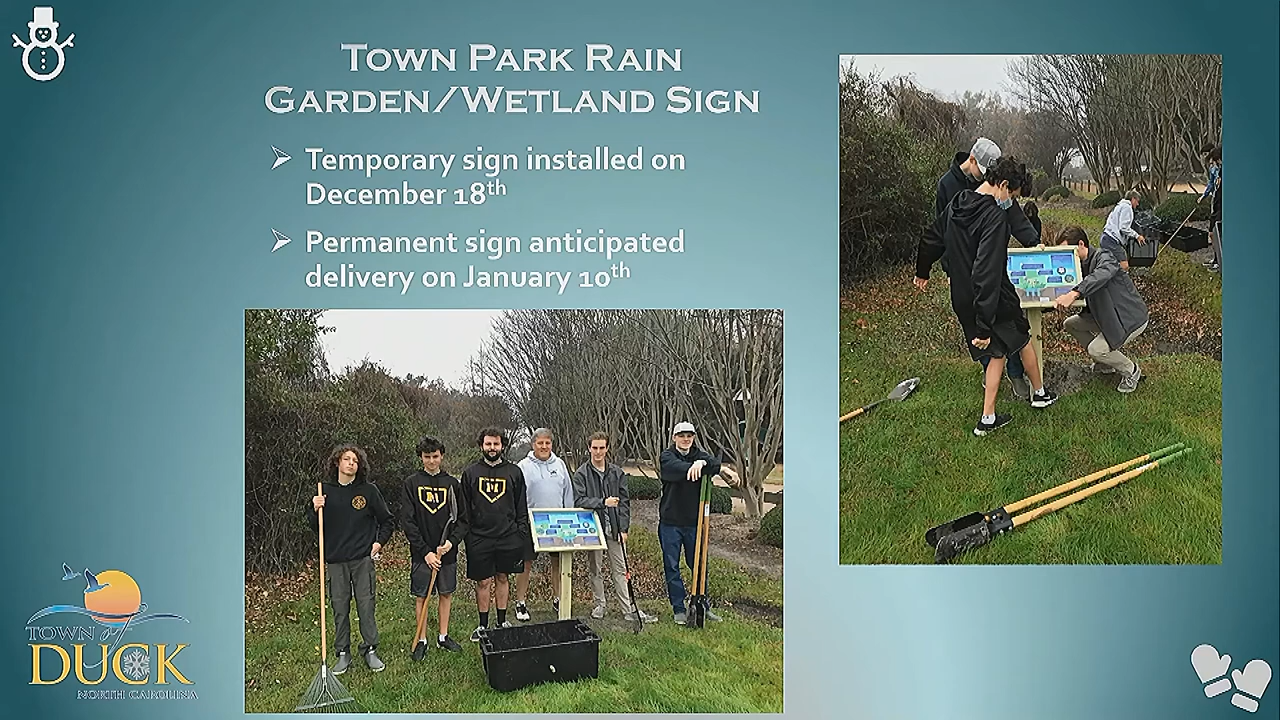 Town Park Rain
Garden/Wetland Sign
➢ Temporary sign installed on
December 18th
➢ Permanent sign anticipated
delivery on January 10th
M
M
TOWN of
DUCK
NORTH CAROLINA